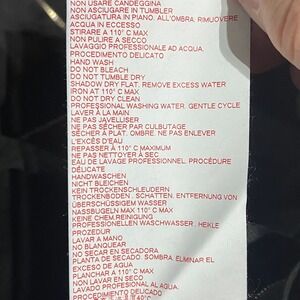 NON USARE CANDEGGINA
NON ASCIUGARE IN TUMBLER
ASCIUGATURA IN PIANO. ALL'OMBRA. RIMUOVERE
ACQUA IN ECCESSO
STIRARE A 110° C MAX
NON PULIRE A SECCO
LAVAGGIO PROFESSIONALE AD ACQUA.
PROCEDIMENTO DELICATO
HAND WASH
DO NOT BLEACH
DO NOT TUMBLE DRY
SHADOW DRY FLAT. REMOVE EXCESS WATER
IRON AT 110° C MAX
DO NOT DRY CLEAN
PROFESSIONAL WASHING WATER. GENTLE CYCLE
LAVER À LA MAIN
NE PAS JAVELLISER
NE PAS SÉCHER PAR CULBUTAGE
SÉCHER À PLAT. OMBRE. NE PAS ENLEVER
L'EXCÈS D'EAU
REPASSER À 110° C MAXIMUM
NE PAS NETTOYER À SEC
EAU DE LAVAGE PROFESSIONNEL. PROCÉDURE
DÉLICATE
HANDWASCHEN
NICHT BLEICHEN
KEIN TROCKENSCHLEUDERN
TROCKENBODEN. SCHATTEN. ENTFERNUNG VON
ÜBERSCHÜSSIGEM WASSER
NASSBÜGELN MAX 110° C MAX
KEINE CHEM.REINIGUNG
PROFESSIONELLEN WASSERWASCH. HEIKLE
PROZEDUR
LAVAR A MANO
NO BLANQUEAR
NO SECAR EN SECADORA
PLANTA DE SECADO. SOMBRA. ELIMINAR EL
EXCESO DE AGUA
PLANCHAR A 110° C MAX
NO LAVAR EN SECO
LAVADO PROFESIONAL AL AGUA.
PROCEDIMIENTO DELICADO
40°C